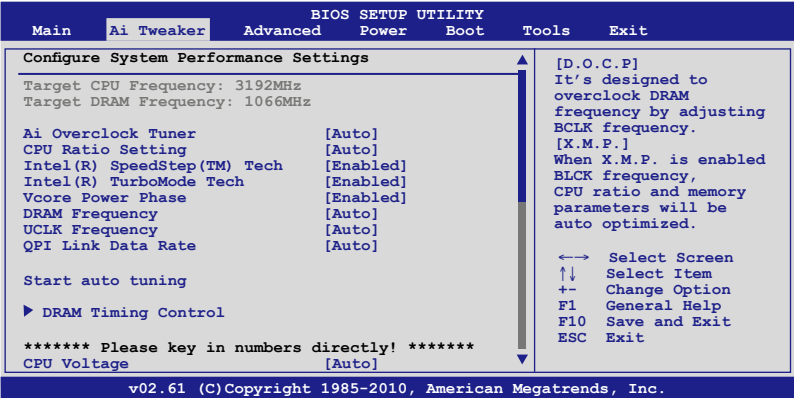 BIOS SETUP UTILITY
Main Ai Tweaker Advanced Power Boot Tools Exit
Configure System Performance Settings
Target CPU Frequency: 3192MHz
Target DRAM Frequency: 1066MHz
Ai Overclock Tuner [Auto]
CPU Ratio Setting [Auto]
Intel(R) SpeedStep(TM) Tech [Enabled]
Intel(R) TurboMode Tech [Enabled]
Vcore Power Phase [Enabled]
DRAM Frequency [Auto]
UCLK Frequency [Auto]
QPI Link Data Rate [Auto]
Start auto tuning
DRAM Timing Control
******* Please key in numbers directly! *******
CPU Voltage [Auto]
[D.O.C.P]
It's designed to
overclock DRAM
frequency by adjusting
BCLK frequency.
[X.M.P.]
When X.M.P. is enabled
BLCK frequency,
CPU ratio and memory
parameters will be
auto optimized.
←→ Select Screen
↑↓ Select Item
+- Change Option
F1 General Help
F10 Save and Exit
ESC Exit
v02.61 (C)Copyright 1985-2010, American Megatrends, Inc.